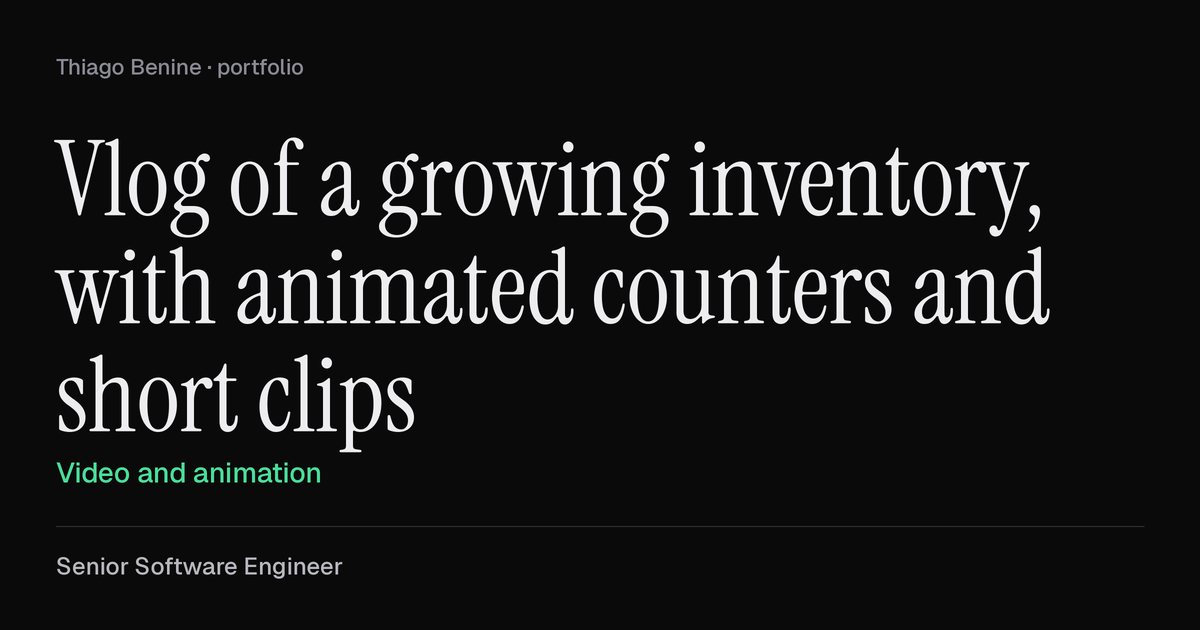 Thiago Benine · portfolio
Vlog of a growing inventory,
with animated counters and
short clips
Video and animation
Senior Software Engineer